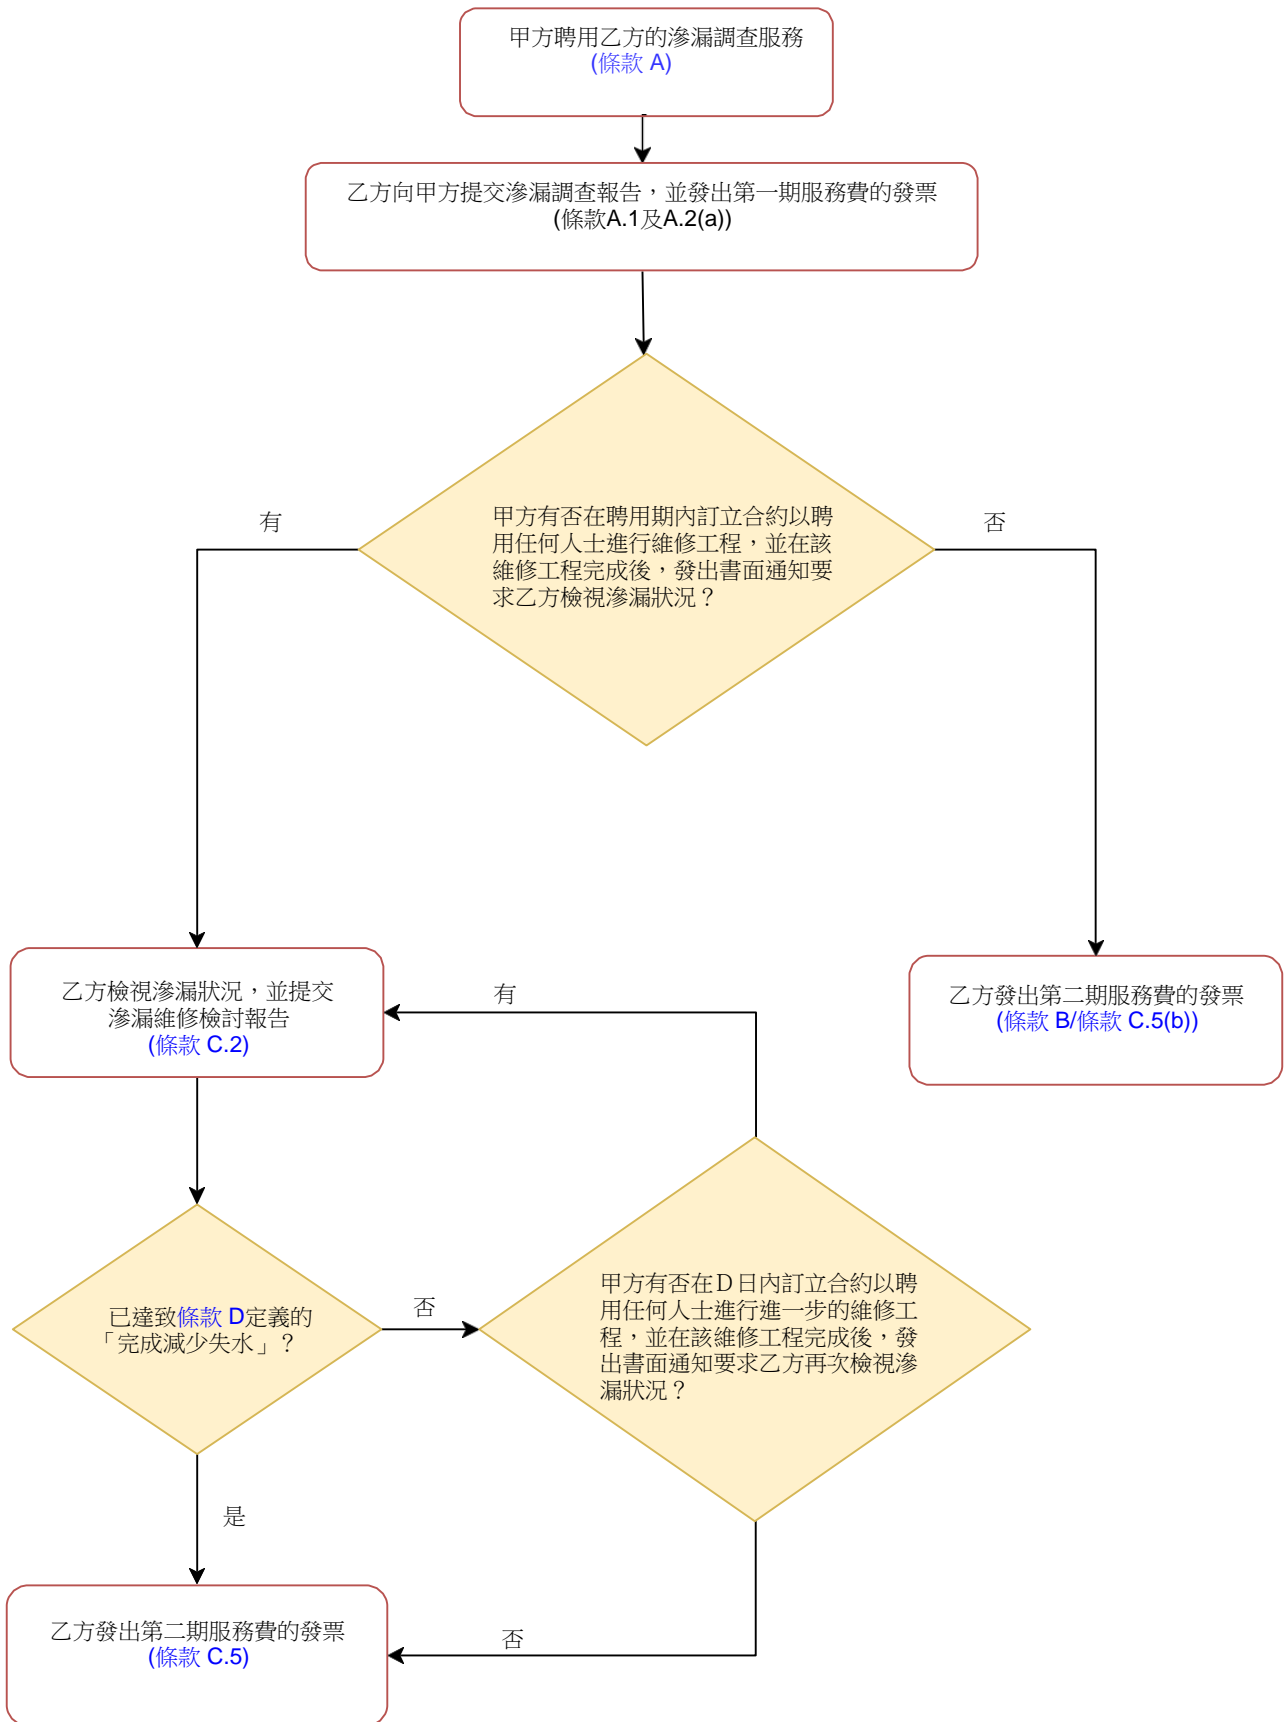 甲方聘用乙方的滲漏調查服務
(條款 A)
乙方向甲方提交滲漏調查報告，並發出第一期服務費的發票
(條款A.1及A.2(a))
甲方有否在聘用期內訂立合約以聘
用任何人士進行維修工程，並在該
維修工程完成後，發出書面通知要
求乙方檢視滲漏狀況？
有
否
乙方檢視滲漏狀況，並提交
滲漏維修檢討報告
(條款 C.2)
有
乙方發出第二期服務費的發票
(條款 B/條款 C.5(b))
已達致條款 D定義的
「完成減少失水」？
否
甲方有否在Ｄ日內訂立合約以聘
用任何人士進行進一步的維修工
程，並在該維修工程完成後，發
出書面通知要求乙方再次檢視滲
漏狀況？
是
乙方發出第二期服務費的發票
(條款 C.5)
否